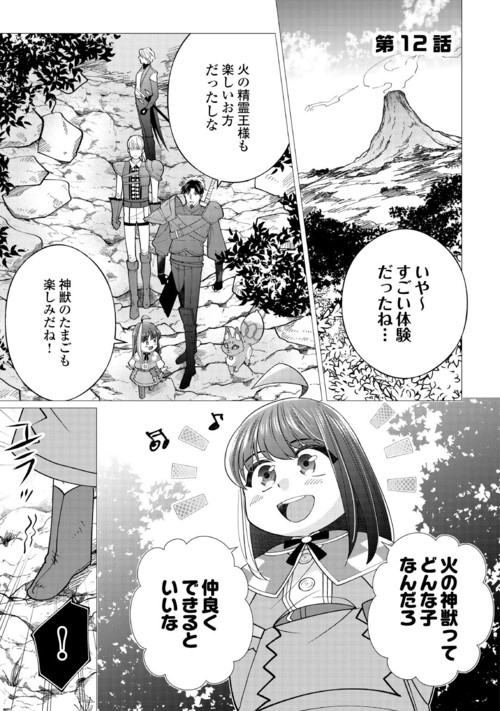 第12話
いや〜
すごい体験
だったね…
火の精霊王様も
楽しいお方
だったしな
神獣のたまごも
楽しみだね!
火の神獣って
どんな子
なんだろ
仲良く
できると
いいな
ユラッ
!